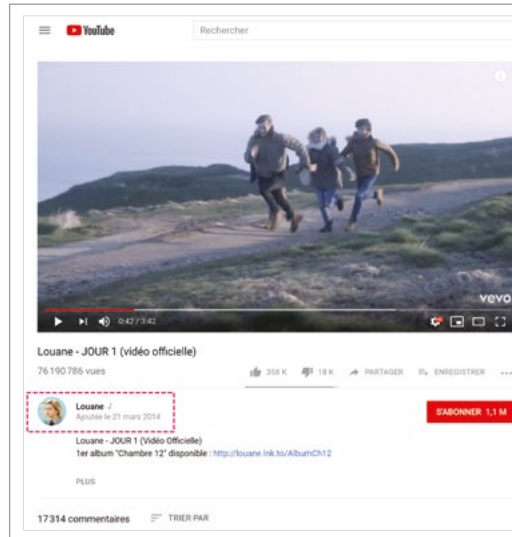 YouTube
Rechercher
vevo
0:42 / 3:42
Louane - JOUR 1 (vidéo officielle)
76 190 786 vues
358 K
18 K
PARTAGER
ENREGISTRER
Louane
Ajoutée le 21 mars 2014
S'ABONNER 1,1 M
Louane - JOUR 1 (Vidéo Officielle)
1er album "Chambre 12" disponible : http://louane.lnk.to/AlbumCh12
PLUS
17 314 commentaires
TRIER PAR